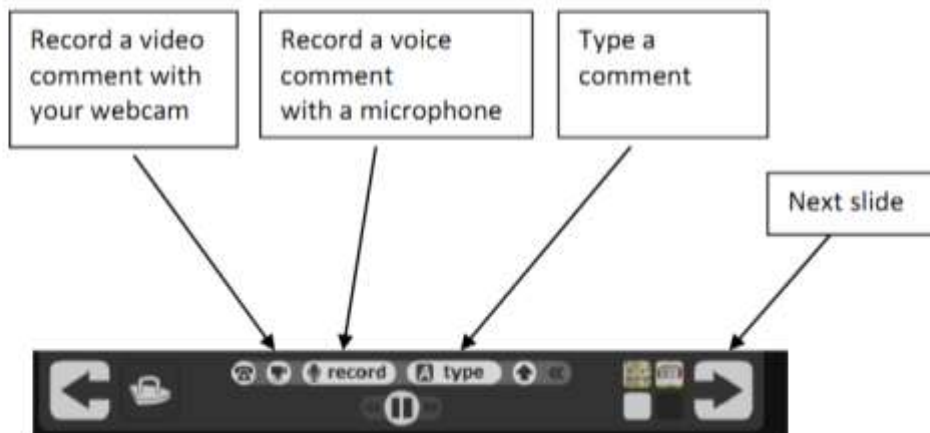 Record a video
comment with
your webcam
Record a voice
comment
with a microphone
Type a
comment
Next slide
record
A type